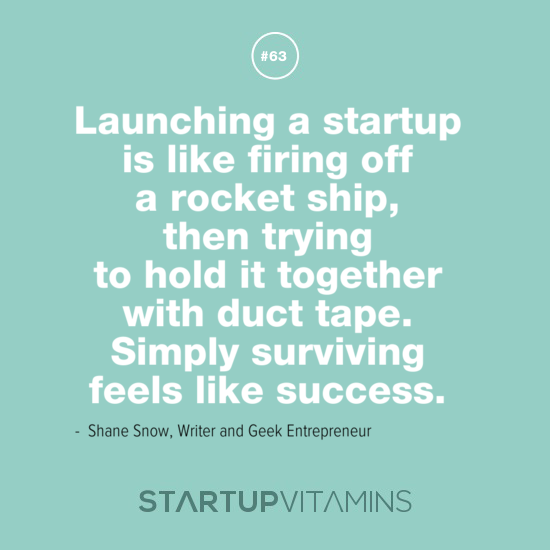 #63
Launching a startup
is like firing off
a rocket ship,
then trying
to hold it together
with duct tape.
Simply surviving
feels like success.
- Shane Snow, Writer and Geek Entrepreneur
STARTUPVITAMINS